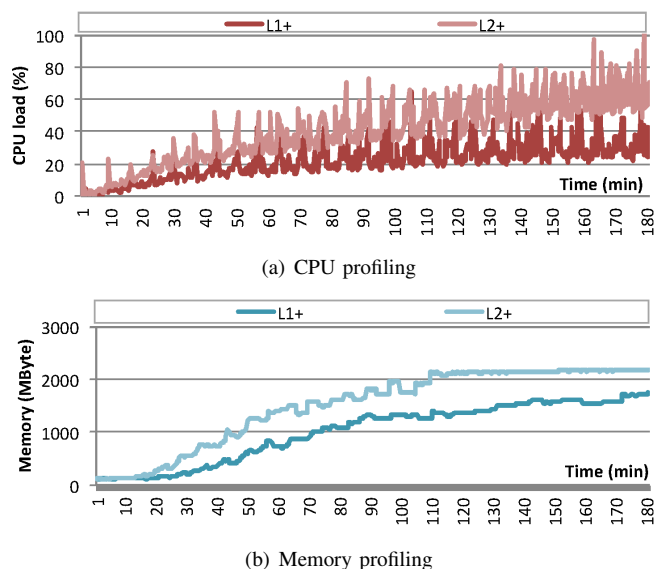 L1+ L2+
CPU load (%)
100
80
60
40
20
0
Time (min)
1 10 20 30 40 50 60 70 80 90 100 110 120 130 140 150 160 170 180
(a) CPU profiling
L1+ L2+
Memory (MByte)
3000
2000
1000
0
Time (min)
1 10 20 30 40 50 60 70 80 90 100 110 120 130 140 150 160 170 180
(b) Memory profiling